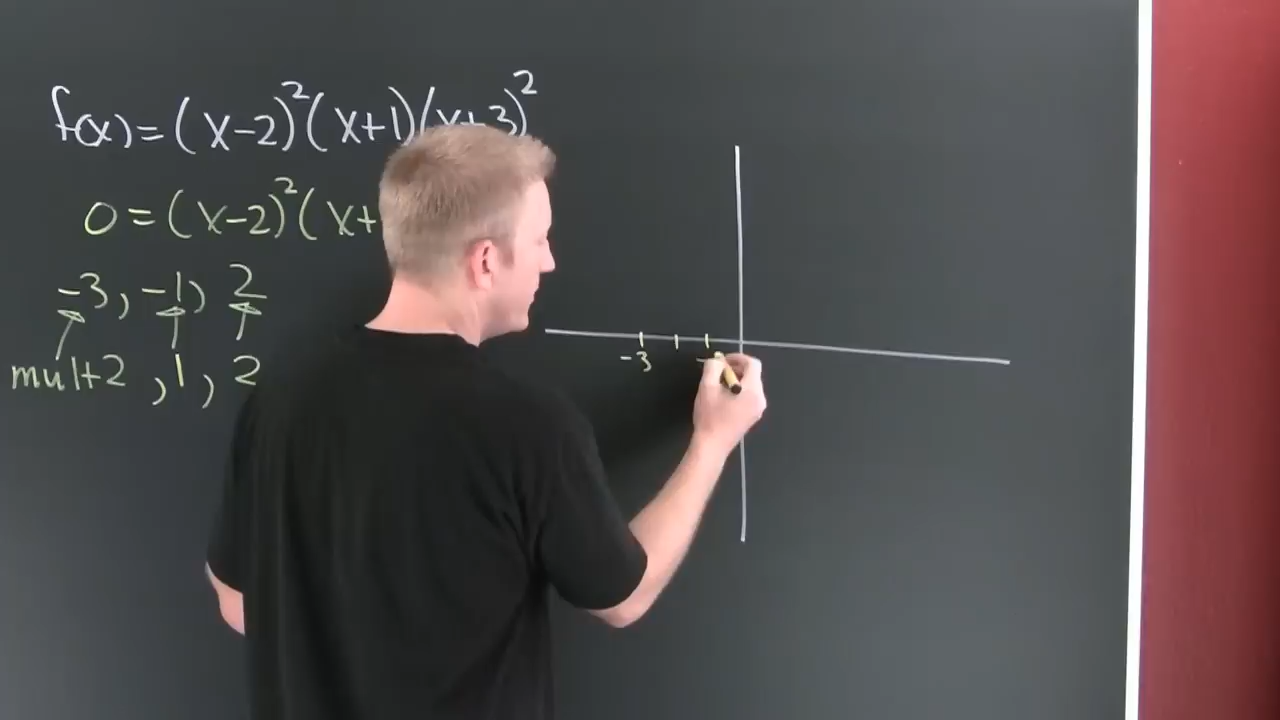 f(x)=(x-2)²(x+1)(x+3)²
0=(x-2)²(x+
-3, -1, 2
mult 2, 1, 2
-3